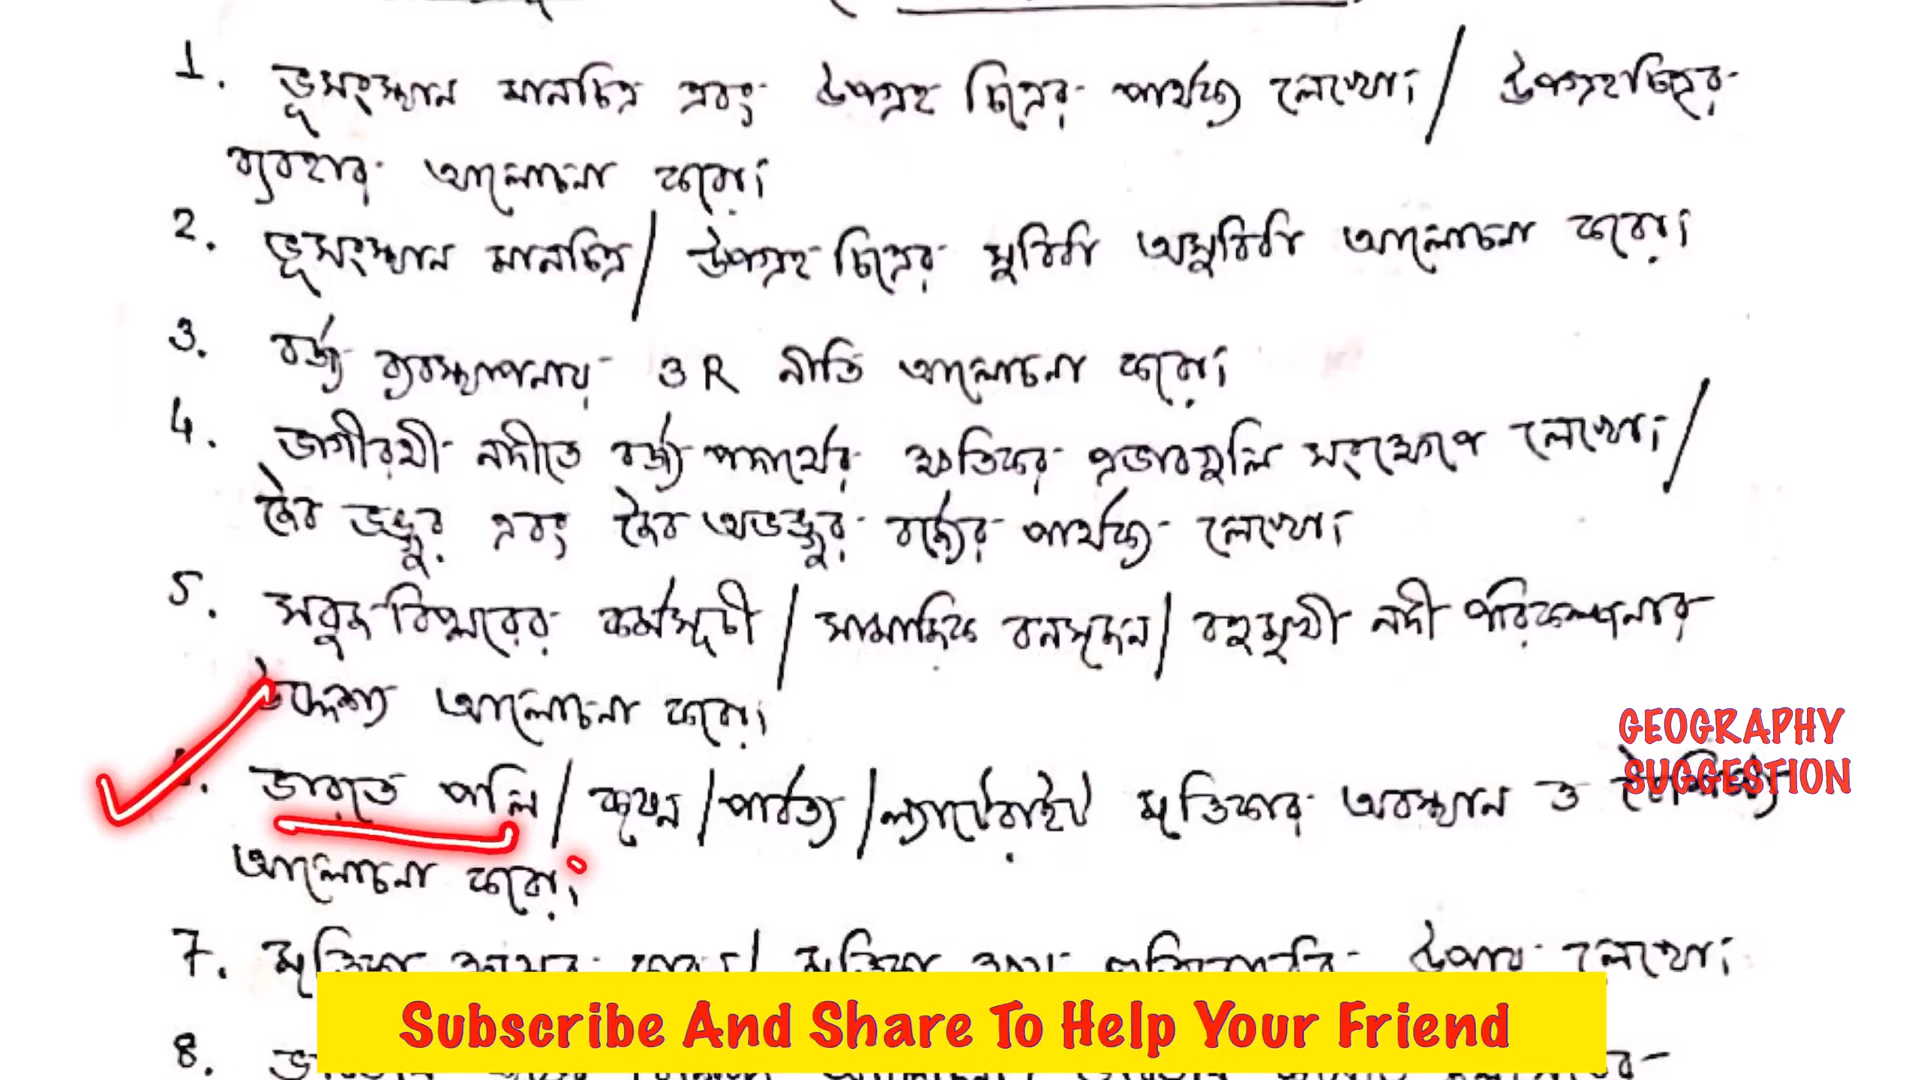 1. ভূসংস্থান মানচিত্র এবং উপগ্রহ চিত্রের পার্থক্য লেখো। / উপগ্রহচিত্রের
ব্যবহার আলোচনা করো।
2. ভূসংস্থান মানচিত্র / উপগ্রহ চিত্রের সুবিধা অসুবিধা আলোচনা করো।
3. বর্জ্য ব্যবস্থাপনায় 3R নীতি আলোচনা করো।
4. ভাগীরথী নদীতে বর্জ্য পদার্থের ক্ষতিকর প্রভাবগুলি সংক্ষেপে লেখো। /
জৈব ভঙ্গুর এবং জৈব অভঙ্গুর বর্জ্যের পার্থক্য লেখো।
5. সবুজ বিপ্লবের কর্মসূচী / সামাজিক বনসৃজন / বহুমুখী নদী পরিকল্পনার
উদ্দেশ্য আলোচনা করো।
ভারতে পলি / কৃষ্ণ / পার্বত্য / ল্যাটেরাইট মৃত্তিকার অবস্থান ও
আলোচনা করো।
GEOGRAPHY
SUGGESTION
7. মৃত্তিকা / মৃত্তিকা উপায় লেখো।
Subscribe And Share To Help Your Friend
8.